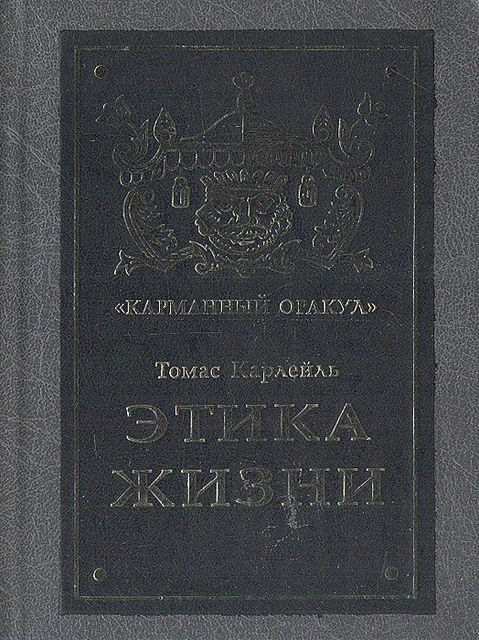 «КАРМАННЫЙ ОРАКУЛ»
Томас Карлейль
ЭТИКА
ЖИЗНИ